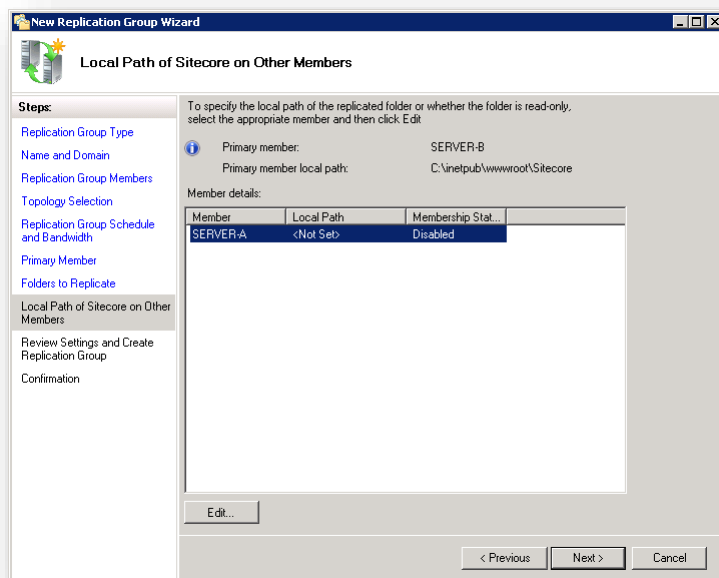 New Replication Group Wizard
Local Path of Sitecore on Other Members
Steps:
Replication Group Type
Name and Domain
Replication Group Members
Topology Selection
Replication Group Schedule
and Bandwidth
Primary Member
Folders to Replicate
Local Path of Sitecore on Other
Members
Review Settings and Create
Replication Group
Confirmation
To specify the local path of the replicated folder or whether the folder is read-only,
select the appropriate member and then click Edit
Primary member: SERVER-B
Primary member local path: C:\inetpub\wwwroot\Sitecore
Member details:
Member Local Path Membership Stat...
SERVER-A <Not Set> Disabled
Edit...
< Previous Next > Cancel